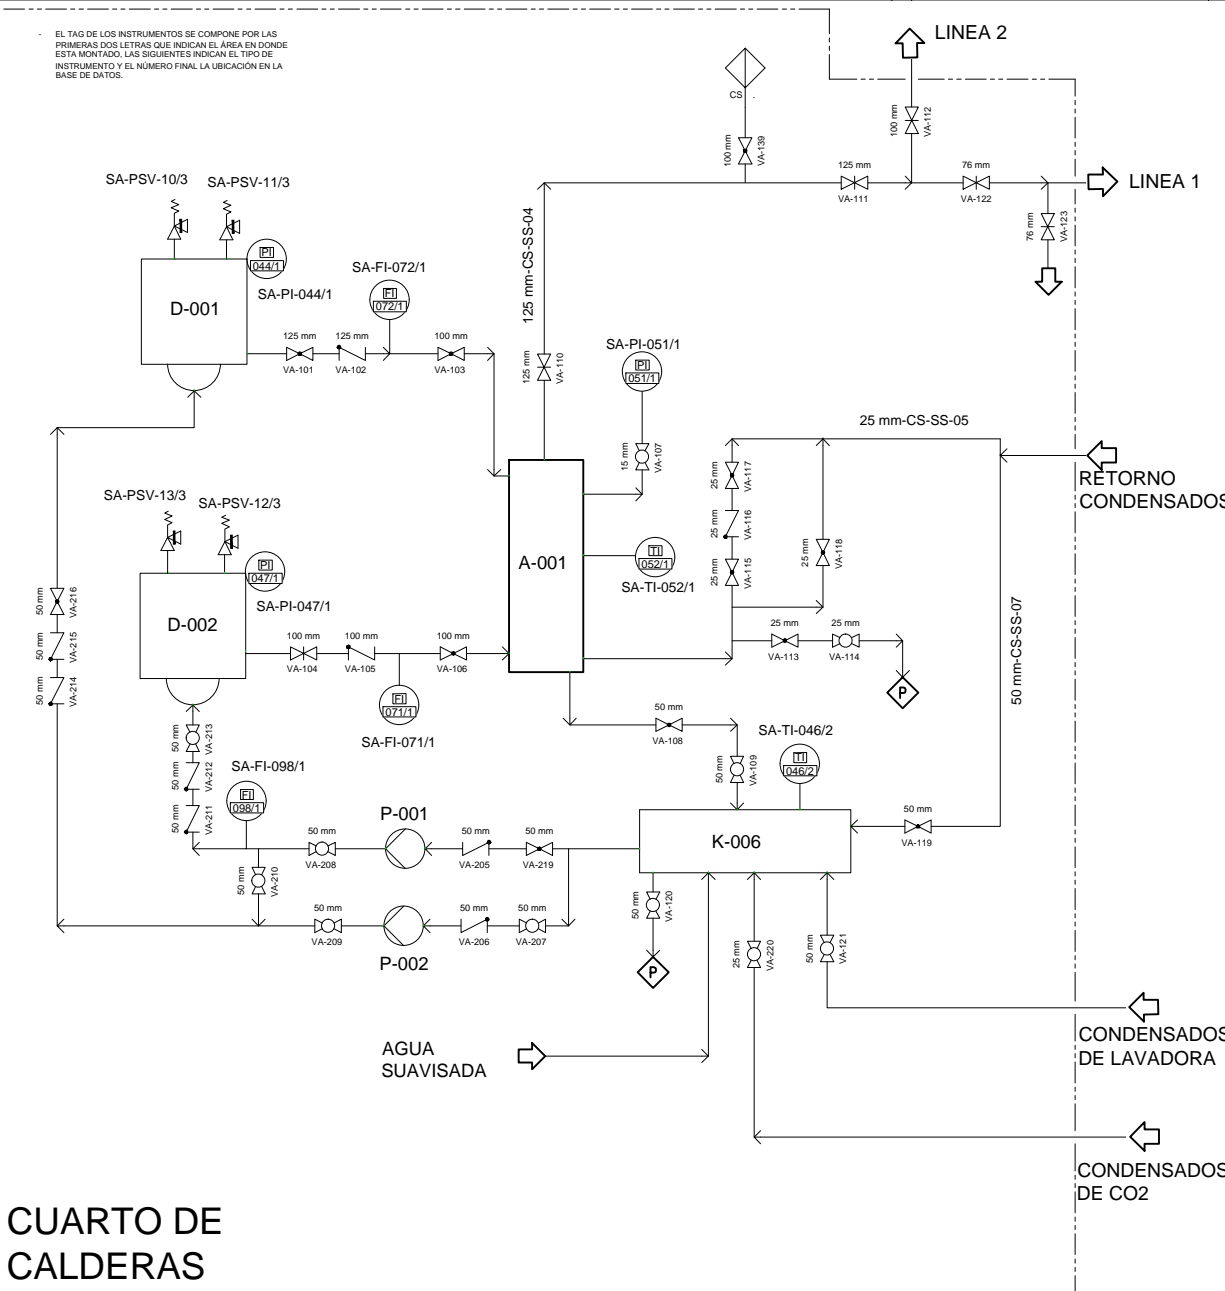 EL TAG DE LOS INSTRUMENTOS SE COMPONE POR LAS
PRIMERAS DOS LETRAS QUE INDICAN EL ÁREA EN DONDE
ESTA MONTADO, LAS SIGUIENTES INDICAN EL TIPO DE
INSTRUMENTO Y EL NÚMERO FINAL LA UBICACIÓN EN LA
BASE DE DATOS.
LINEA 2
CS
100 mm
VA-139
100 mm
VA-112
125 mm
VA-111
76 mm
VA-122
LINEA 1
76 mm
VA-123
SA-PSV-10/3
SA-PSV-11/3
PI
044/1
SA-PI-044/1
D-001
SA-FI-072/1
FI
072/1
125 mm
VA-101
125 mm
VA-102
100 mm
VA-103
125 mm-CS-SS-04
125 mm
VA-110
SA-PI-051/1
PI
051/1
15 mm
VA-107
25 mm-CS-SS-05
25 mm
VA-117
25 mm
VA-116
25 mm
VA-115
25 mm
VA-118
RETORNO
CONDENSADOS
SA-PSV-13/3
SA-PSV-12/3
PI
047/1
SA-PI-047/1
D-002
A-001
TI
052/1
SA-TI-052/1
50 mm
VA-216
50 mm
VA-215
50 mm
VA-214
100 mm
VA-104
100 mm
VA-105
100 mm
VA-106
FI
071/1
SA-FI-071/1
25 mm
VA-113
25 mm
VA-114
P
50 mm-CS-SS-07
50 mm
VA-108
50 mm
VA-109
SA-TI-046/2
TI
046/2
50 mm
VA-213
50 mm
VA-212
50 mm
VA-211
SA-FI-098/1
FI
098/1
P-001
50 mm
VA-208
50 mm
VA-205
50 mm
VA-219
K-006
50 mm
VA-119
50 mm
VA-210
50 mm
VA-209
50 mm
VA-206
50 mm
VA-207
P-002
50 mm
VA-120
P
25 mm
VA-220
50 mm
VA-121
CONDENSADOS
DE LAVADORA
AGUA
SUAVISADA
CONDENSADOS
DE CO2
CUARTO DE
CALDERAS